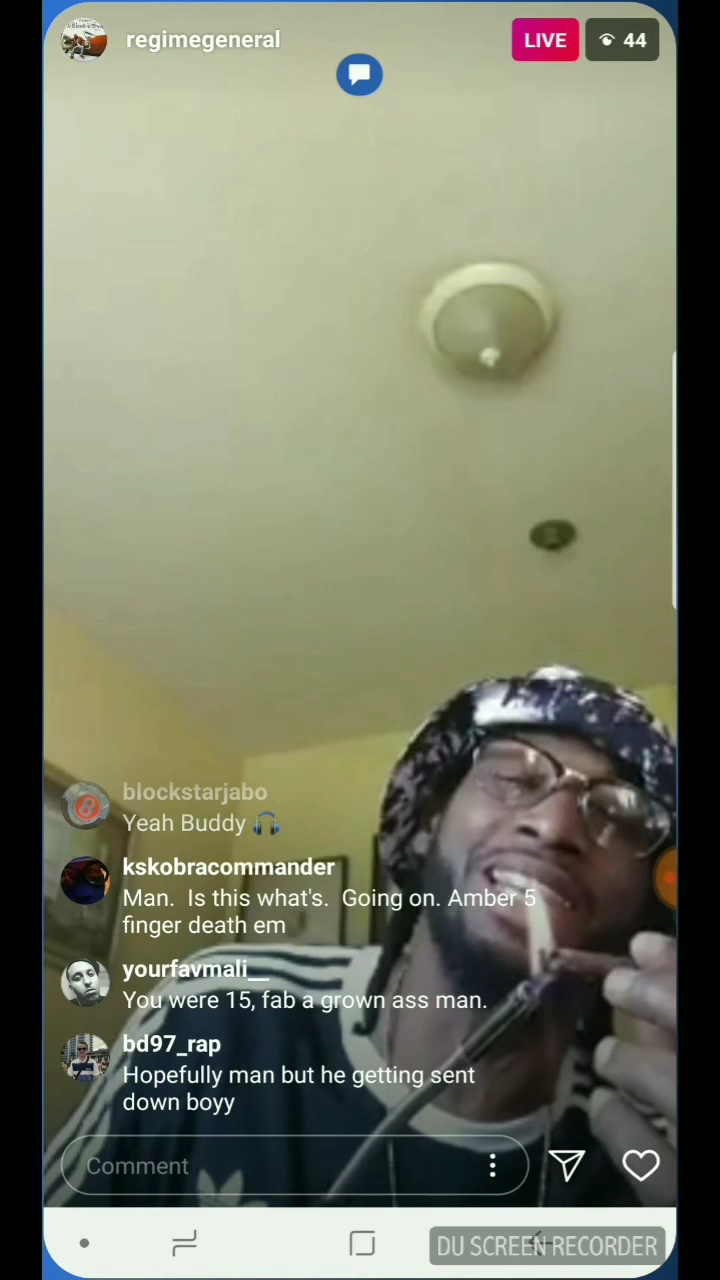 regimegeneral
LIVE
44
blockstarjabo
Yeah Buddy 🎧
kskobracommander
Man.  Is this what's.  Going on. Amber 5
finger death em
yourfavmali__
You were 15, fab a grown ass man.
bd97_rap
Hopefully man but he getting sent
down boyy
Comment
DU SCREEN RECORDER